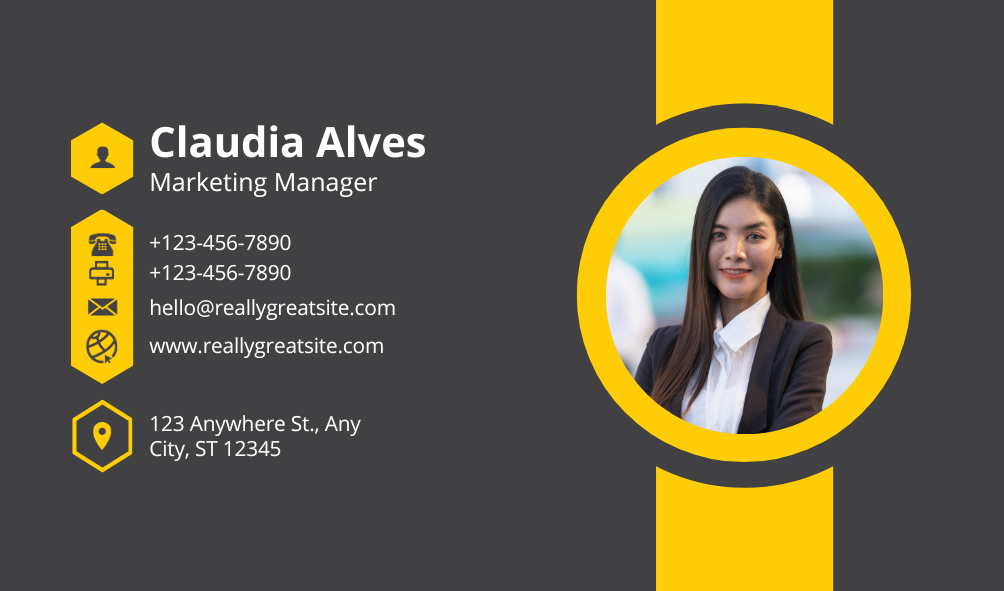 Claudia Alves
Marketing Manager
+123-456-7890
+123-456-7890
hello@reallygreatsite.com
www.reallygreatsite.com
123 Anywhere St., Any
City, ST 12345